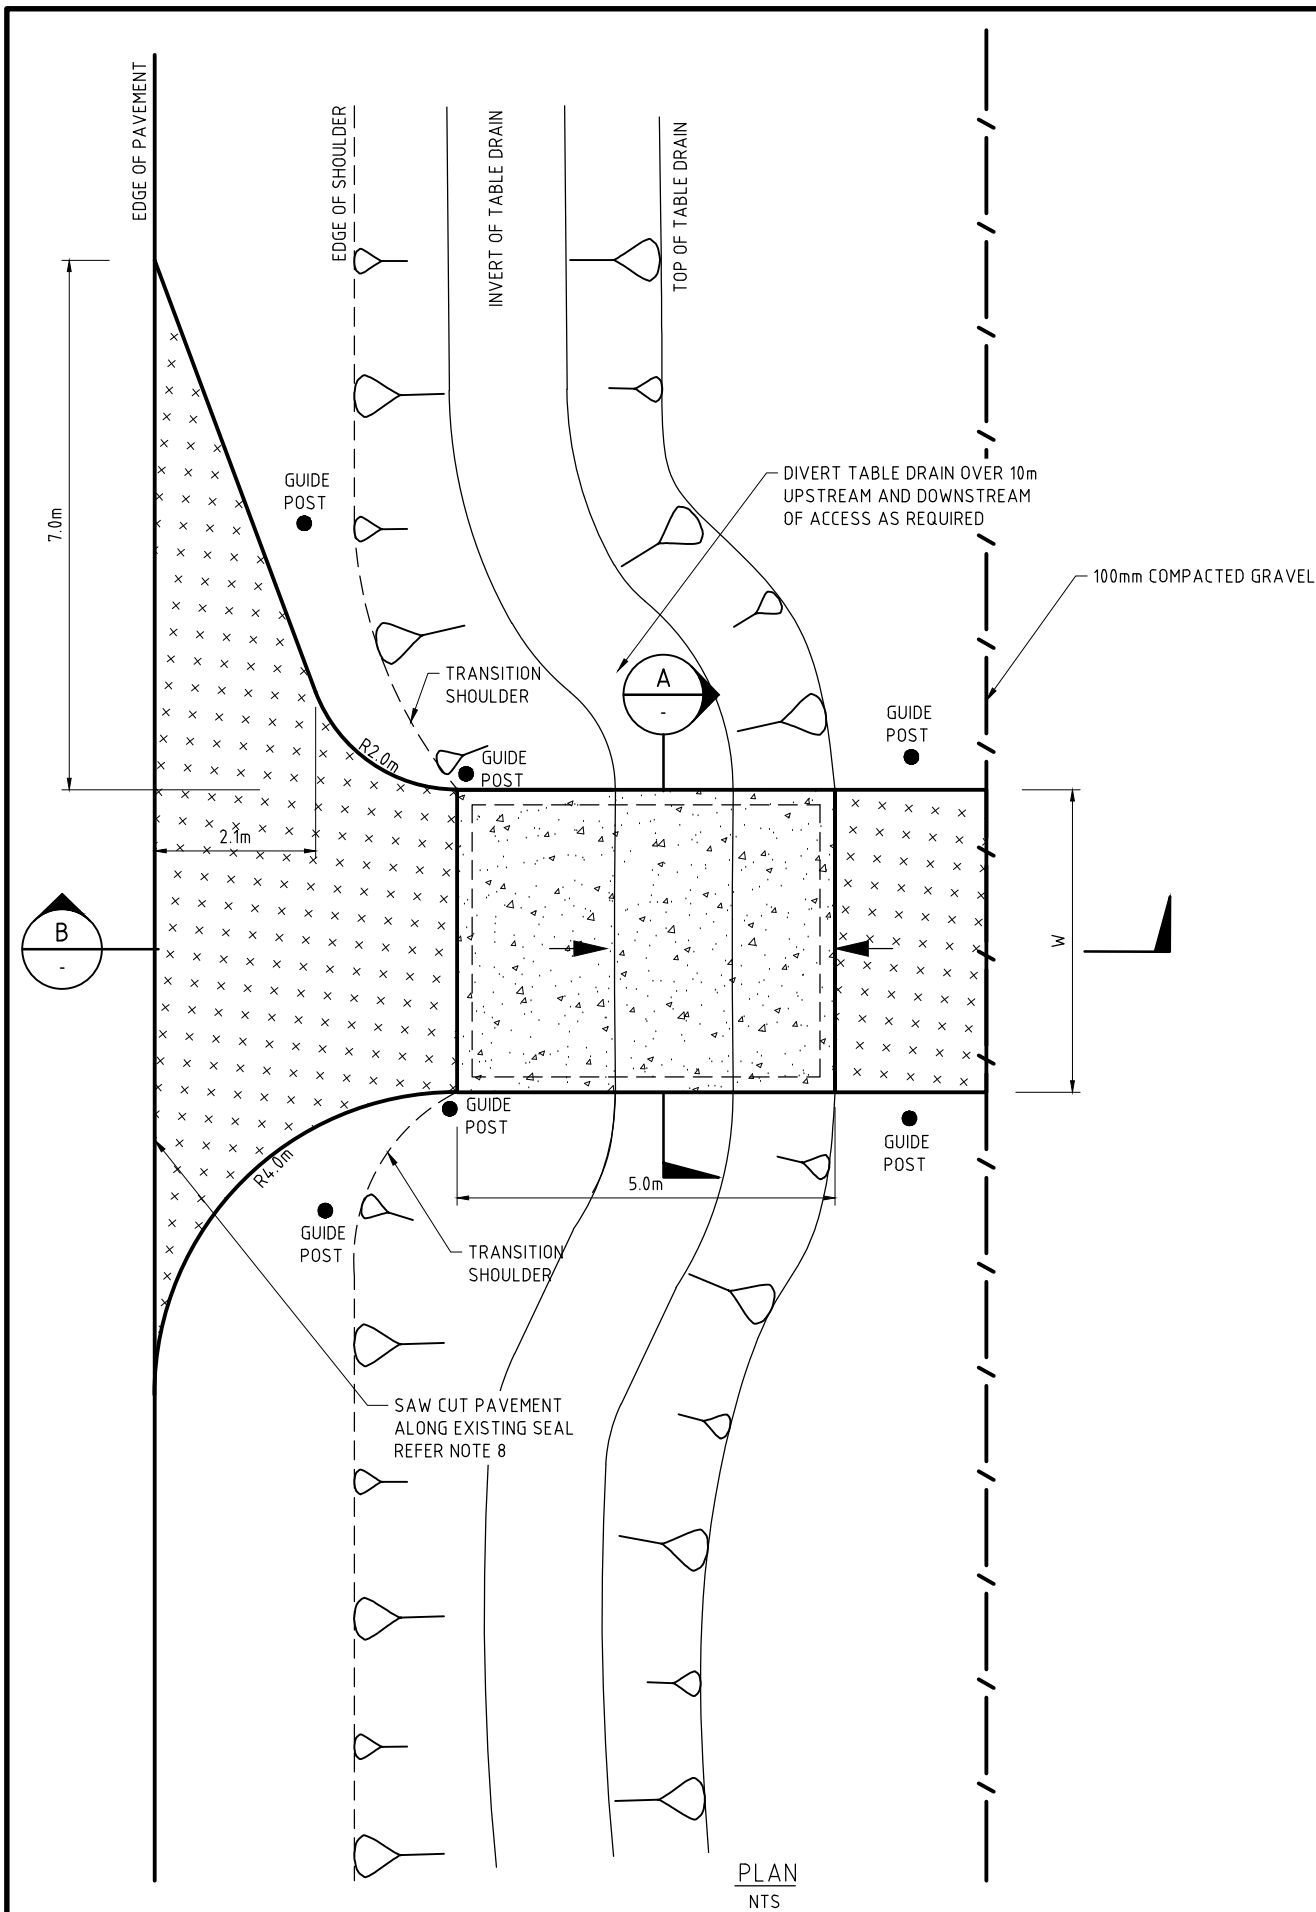 EDGE OF PAVEMENT
EDGE OF SHOULDER
INVERT OF TABLE DRAIN
TOP OF TABLE DRAIN
7.0m
GUIDE
POST
DIVERT TABLE DRAIN OVER 10m
UPSTREAM AND DOWNSTREAM
OF ACCESS AS REQUIRED
100mm COMPACTED GRAVEL
TRANSITION
SHOULDER
A
-
GUIDE
POST
R2.0m
GUIDE
POST
2.1m
B
-
W
GUIDE
POST
GUIDE
POST
R4.0m
5.0m
GUIDE
POST
TRANSITION
SHOULDER
SAW CUT PAVEMENT
ALONG EXISTING SEAL
REFER NOTE 8
PLAN
NTS